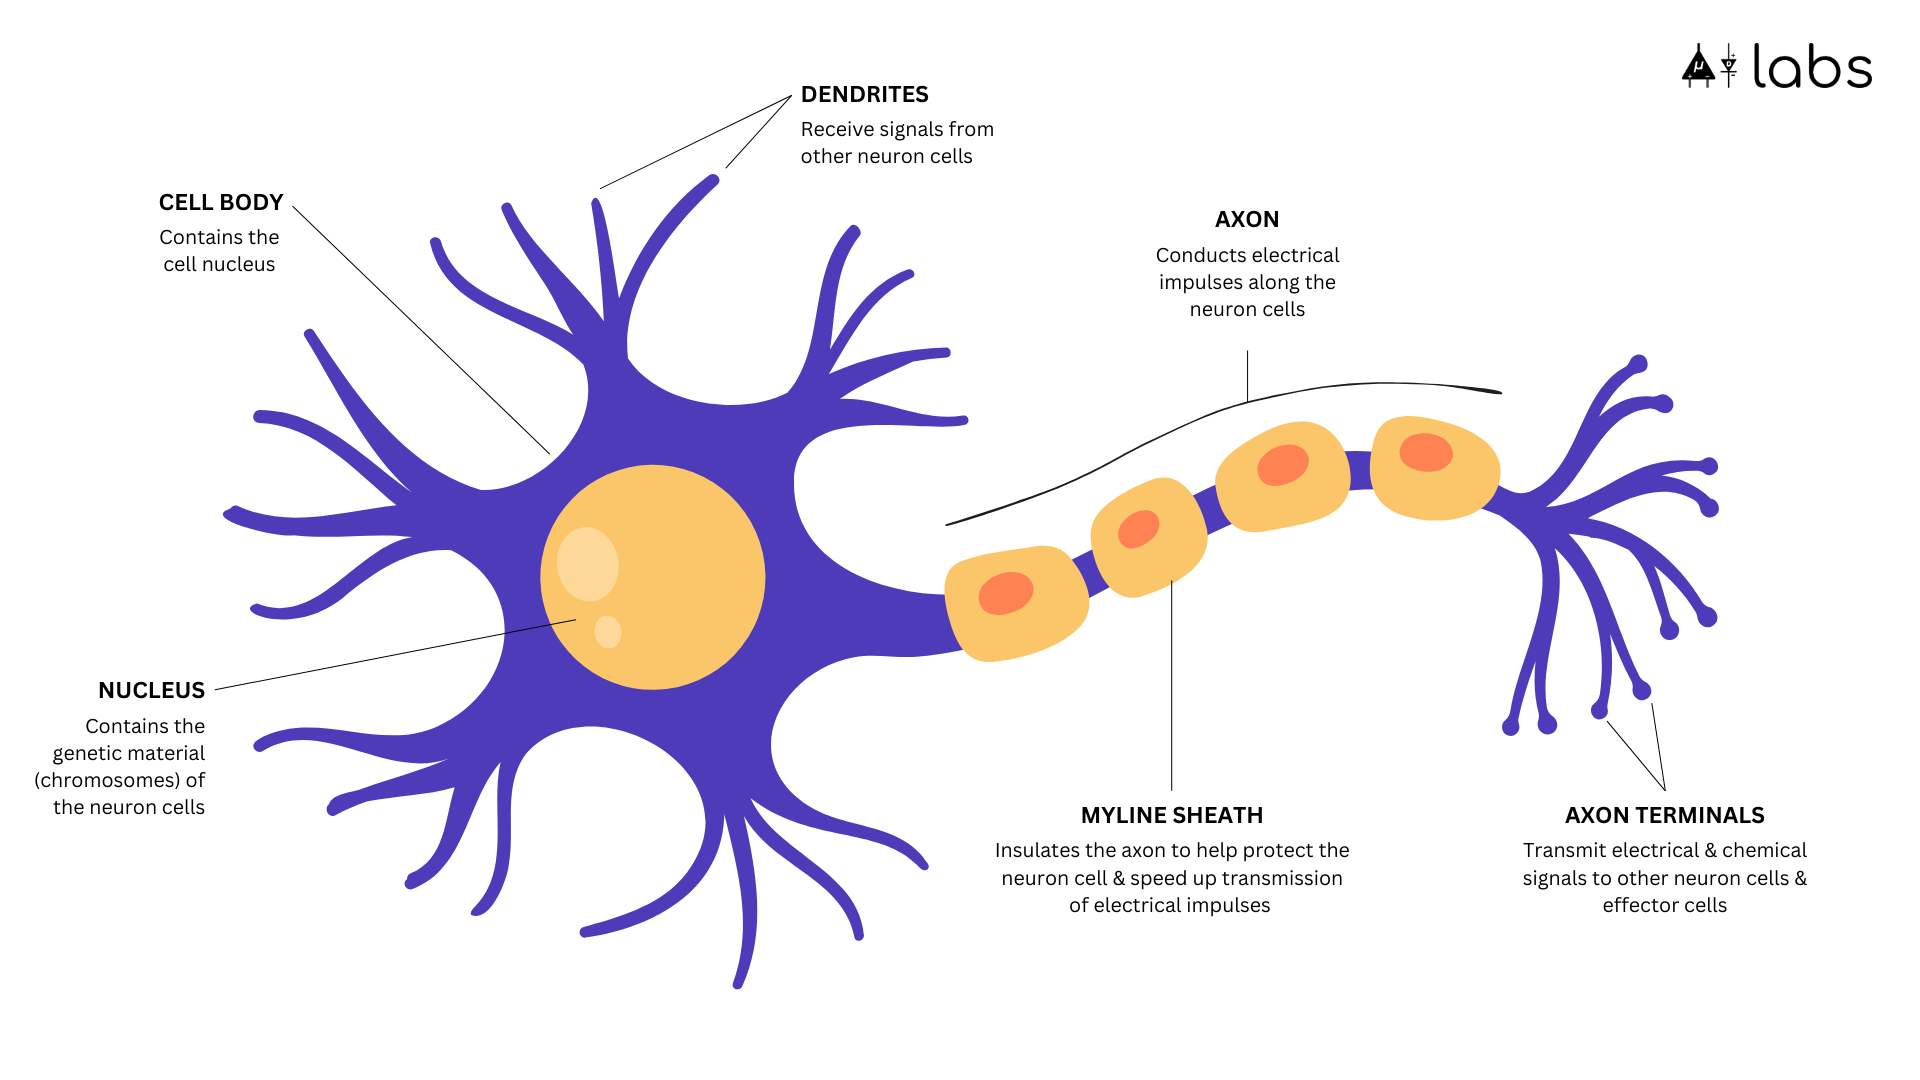 labs
DENDRITES
Receive signals from
other neuron cells
CELL BODY
Contains the
cell nucleus
AXON
Conducts electrical
impulses along the
neuron cells
NUCLEUS
Contains the
genetic material
(chromosomes) of
the neuron cells
MYLINE SHEATH
Insulates the axon to help protect the
neuron cell & speed up transmission
of electrical impulses
AXON TERMINALS
Transmit electrical & chemical
signals to other neuron cells &
effector cells